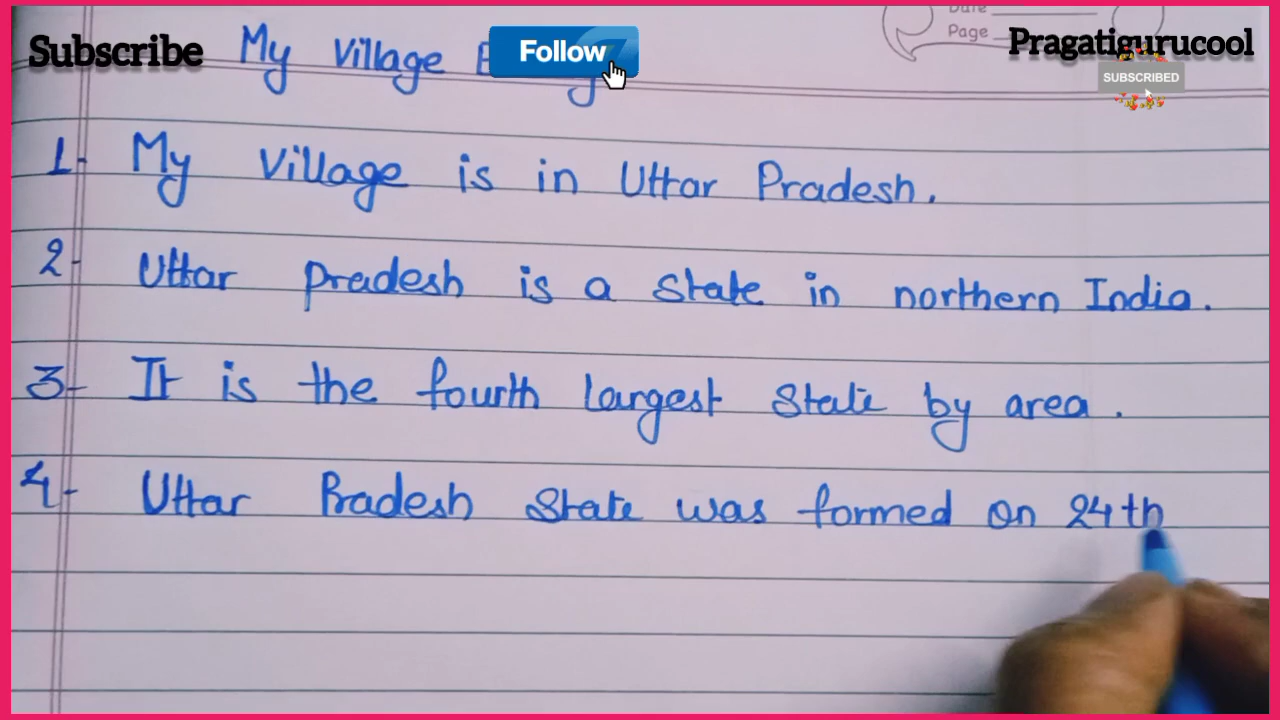 Date
Page
Subscribe My Village Follow Pragatigurucool
SUBSCRIBED
1- My Village is in Uttar Pradesh.
2- Uttar pradesh is a State in northern India.
3- It is the fourth largest State by area.
4- Uttar Pradesh State was formed on 24th